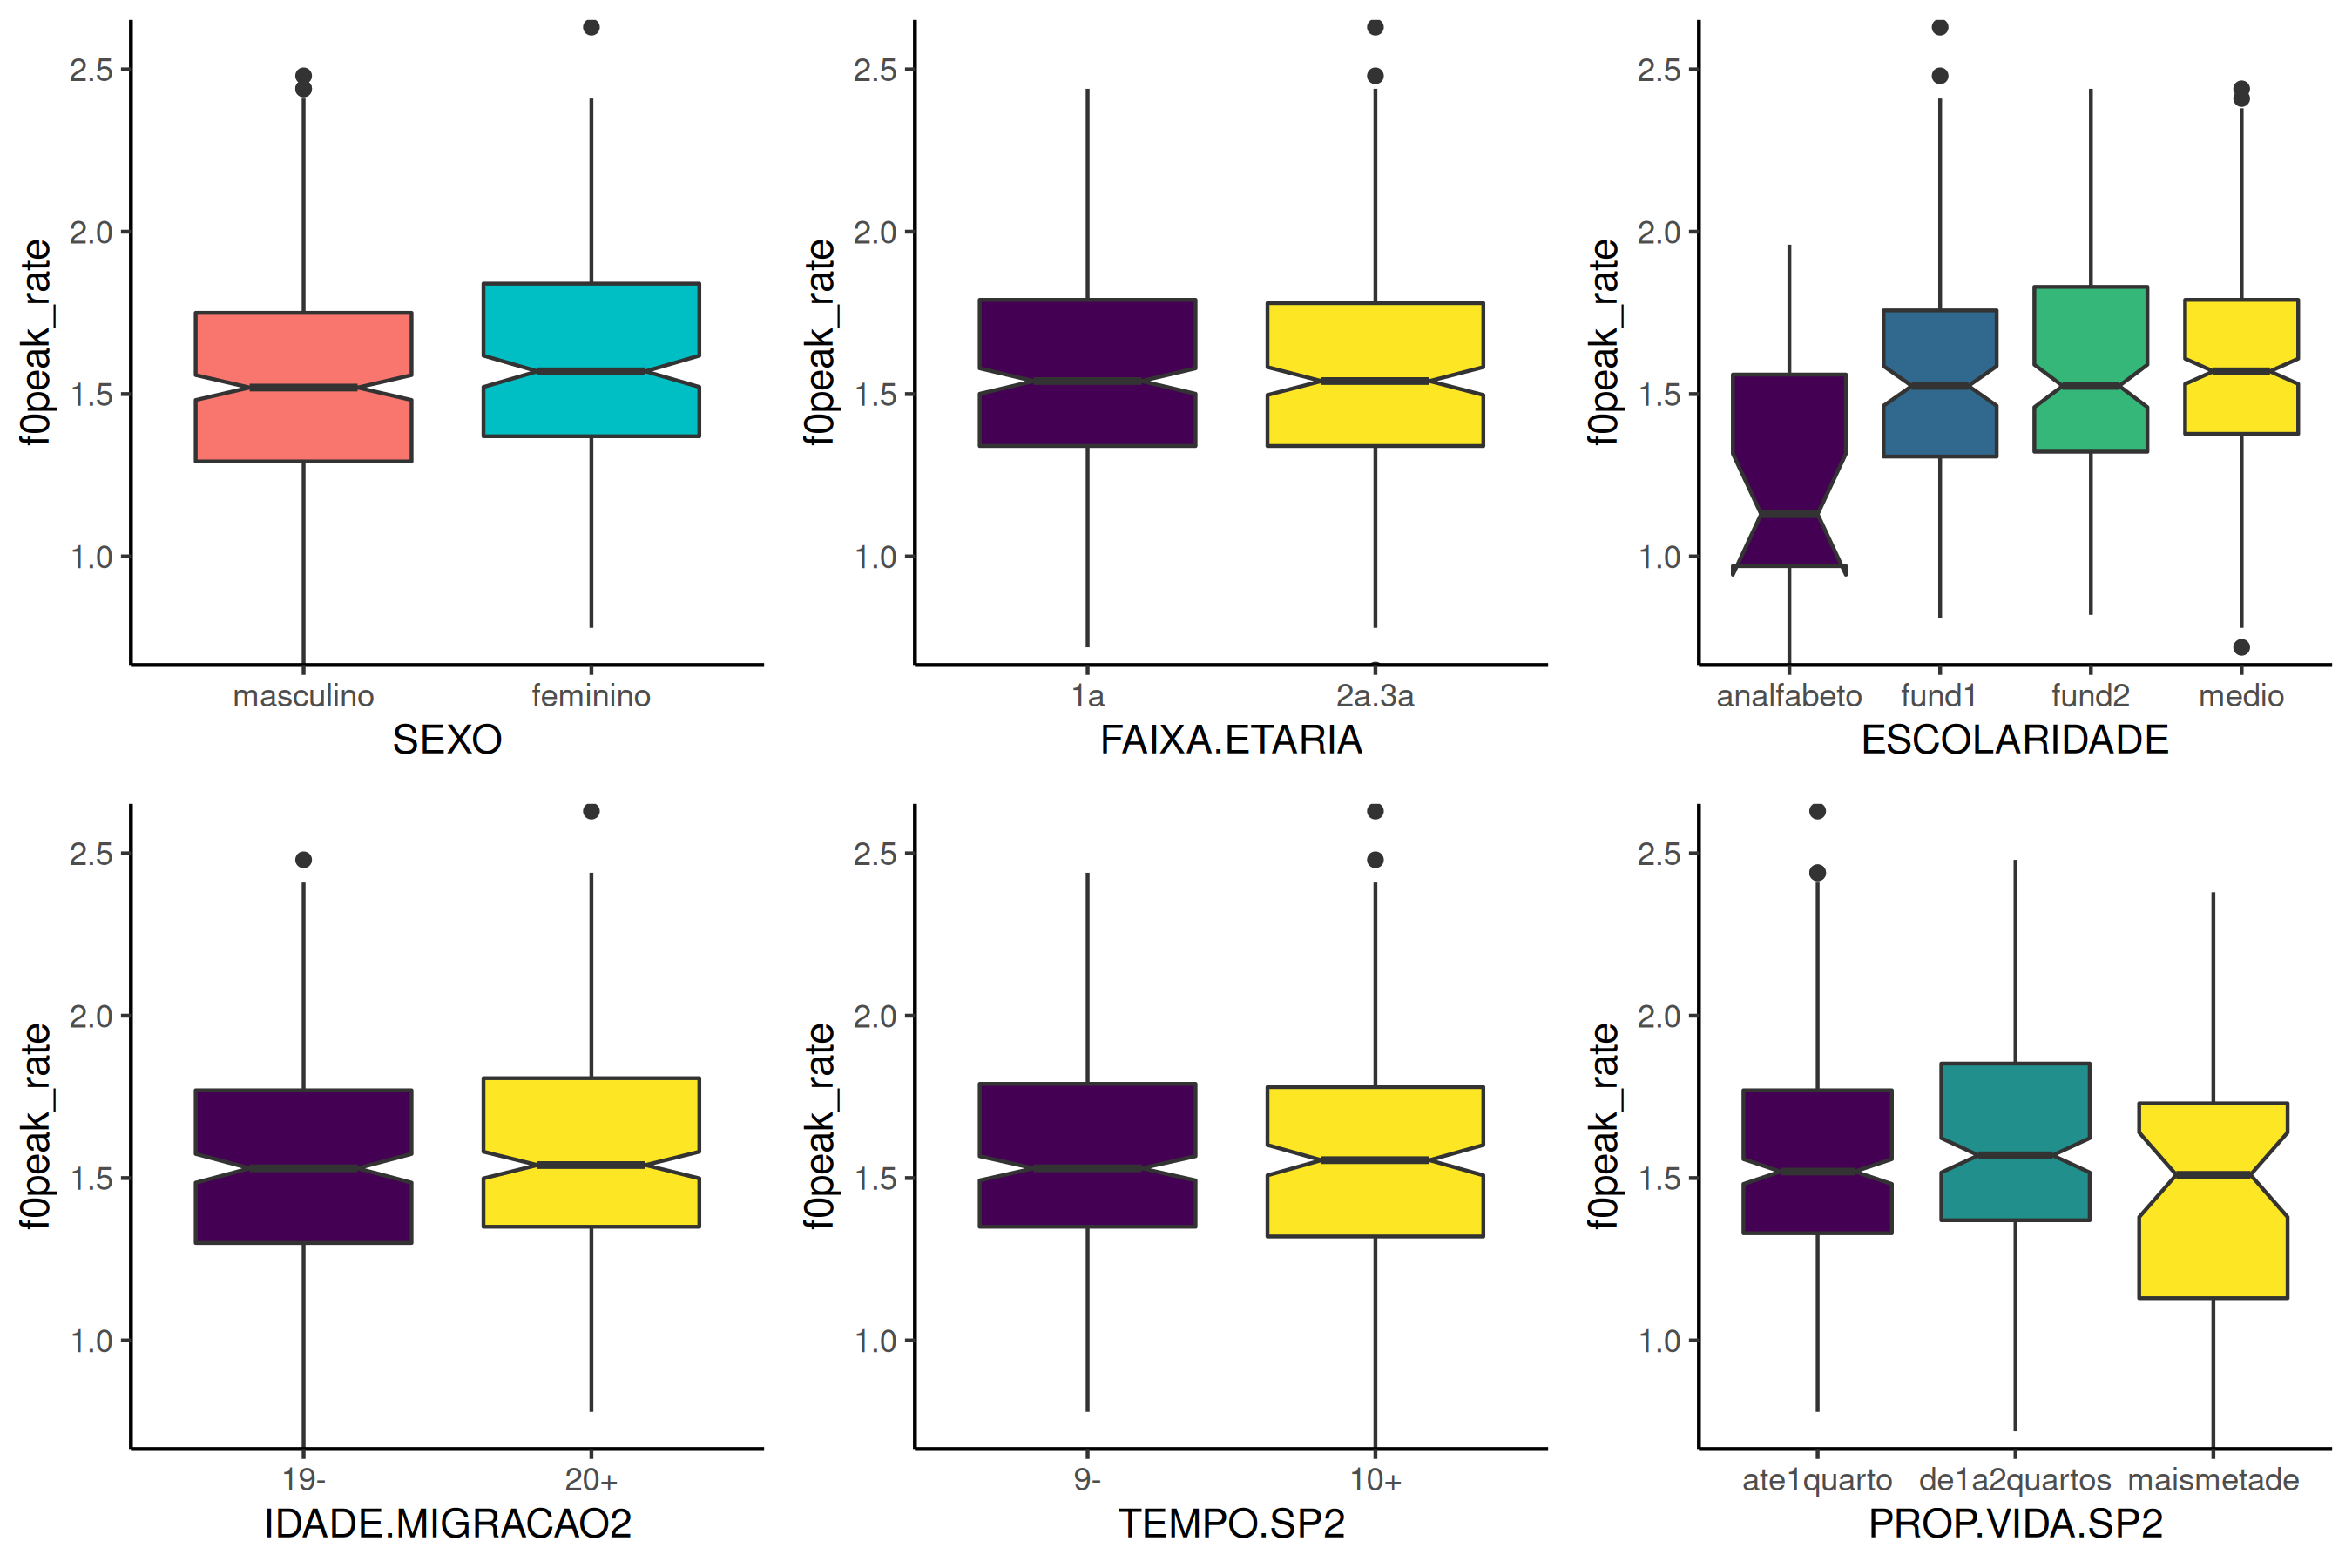 f0peak_rate
2.5
2.0
1.5
1.0
masculino feminino
SEXO
f0peak_rate
2.5
2.0
1.5
1.0
1a 2a.3a
FAIXA.ETARIA
f0peak_rate
2.5
2.0
1.5
1.0
analfabeto fund1 fund2 medio
ESCOLARIDADE
f0peak_rate
2.5
2.0
1.5
1.0
19- 20+
IDADE.MIGRACAO2
f0peak_rate
2.5
2.0
1.5
1.0
9- 10+
TEMPO.SP2
f0peak_rate
2.5
2.0
1.5
1.0
ate1quarto de1a2quartos maismetade
PROP.VIDA.SP2